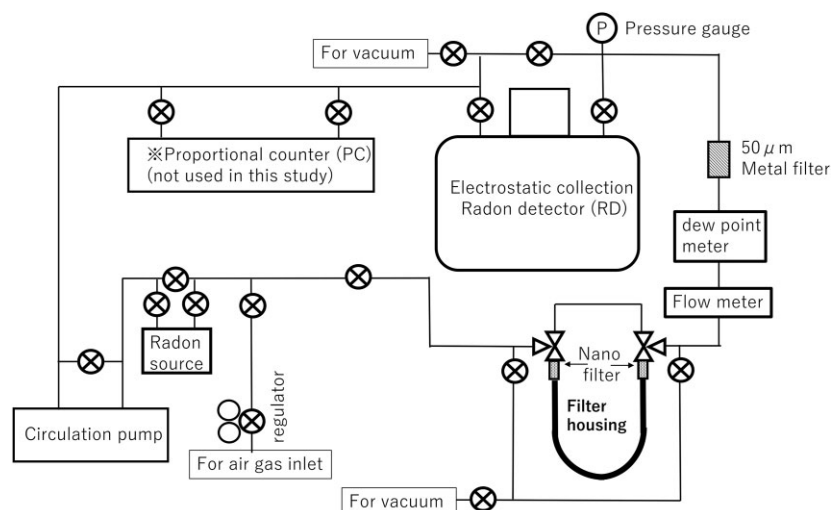 For vacuum
P
Pressure gauge
※Proportional counter (PC)
(not used in this study)
Electrostatic collection
Radon detector (RD)
50μm
Metal filter
dew point
meter
Flow meter
Radon
source
regulator
Nano
filter
Filter
housing
Circulation pump
For air gas inlet
For vacuum